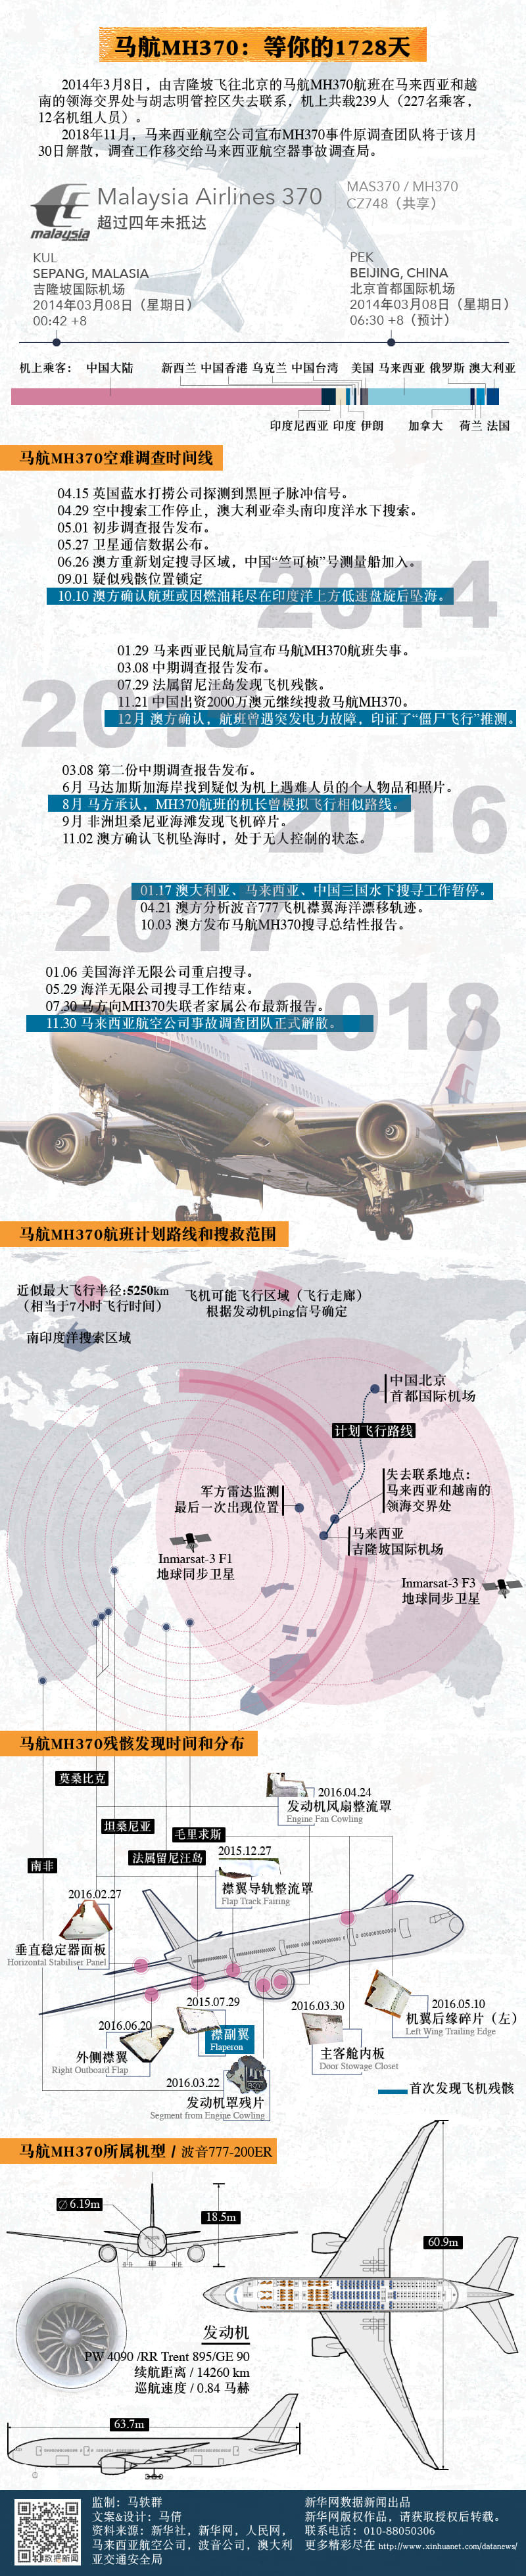 马航MH370：等你的1728天
2014年3月8日，由吉隆坡飞往北京的马航MH370航班在马来西亚和越
南的领海交界处与胡志明管控区失去联系，机上共载239人（227名乘客，
12名机组人员）。
2018年11月，马来西亚航空公司宣布MH370事件原调查团队将于该月
30日解散，调查工作移交给马来西亚航空器事故调查局。
malaysia
Malaysia Airlines 370
超过四年未抵达
MAS370 / MH370
CZ748（共享）
KUL
SEPANG, MALASIA
吉隆坡国际机场
2014年03月08日（星期日）
00:42 +8
PEK
BEIJING, CHINA
北京首都国际机场
2014年03月08日（星期日）
06:30 +8（预计）
机上乘客： 中国大陆 新西兰 中国香港 乌克兰 中国台湾 美国 马来西亚 俄罗斯 澳大利亚
印度尼西亚 印度 伊朗 加拿大 荷兰 法国
马航MH370空难调查时间线
2014
04.15 英国蓝水打捞公司探测到黑匣子脉冲信号。
04.29 空中搜索工作停止，澳大利亚牵头南印度洋水下搜索。
05.01 初步调查报告发布。
05.27 卫星通信数据公布。
06.26 澳方重新划定搜寻区域，中国“竺可桢”号测量船加入。
09.01 疑似残骸位置锁定
10.10 澳方确认航班或因燃油耗尽在印度洋上方低速盘旋后坠海。
2015
01.29 马来西亚民航局宣布马航MH370航班失事。
03.08 中期调查报告发布。
07.29 法属留尼汪岛发现飞机残骸。
11.21 中国出资2000万澳元继续搜救马航MH370。
12月 澳方确认，航班曾遇突发电力故障，印证了“僵尸飞行”推测。
2016
03.08 第二份中期调查报告发布。
6月 马达加斯加海岸找到疑似为机上遇难人员的个人物品和照片。
8月 马方承认，MH370航班的机长曾模拟飞行相似路线。
9月 非洲坦桑尼亚海滩发现飞机碎片。
11.02 澳方确认飞机坠海时，处于无人控制的状态。
2017
01.17 澳大利亚、马来西亚、中国三国水下搜寻工作暂停。
04.21 澳方分析波音777飞机襟翼海洋漂移轨迹。
10.03 澳方发布马航MH370搜寻总结性报告。
2018
01.06 美国海洋无限公司重启搜寻。
05.29 海洋无限公司搜寻工作结束。
07.30 马方向MH370失联者家属公布最新报告。
11.30 马来西亚航空公司事故调查团队正式解散。
malaysia
马航MH370航班计划路线和搜救范围
近似最大飞行半径:5250km
（相当于7小时飞行时间）
飞机可能飞行区域（飞行走廊）
根据发动机ping信号确定
南印度洋搜索区域
中国北京
首都国际机场
计划飞行路线
失去联系地点：
马来西亚和越南的
领海交界处
军方雷达监测
最后一次出现位置
马来西亚
吉隆坡国际机场
Inmarsat-3 F1
地球同步卫星
Inmarsat-3 F3
地球同步卫星
马航MH370残骸发现时间和分布
莫桑比克
坦桑尼亚
毛里求斯
法属留尼汪岛
南非
2016.04.24
发动机风扇整流罩
Engine Fan Cowling
2015.12.27
襟翼导轨整流罩
Flap Track Fairing
2016.02.27
垂直稳定器面板
Horizontal Stabiliser Panel
2016.06.20
外侧襟翼
Right Outboard Flap
2015.07.29
襟副翼
Flaperon
2016.03.22
发动机罩残片
Segment from Engine Cowling
2016.03.30
主客舱内板
Door Stowage Closet
2016.05.10
机翼后缘碎片（左）
Left Wing Trailing Edge
首次发现飞机残骸
马航MH370所属机型 / 波音777-200ER
∅ 6.19m
18.5m
60.9m
发动机
PW 4090 /RR Trent 895/GE 90
续航距离 / 14260 km
巡航速度 / 0.84 马赫
63.7m
数把新闻
监制：马轶群
文案&设计：马倩
资料来源：新华社，新华网，人民网，
马来西亚航空公司，波音公司，澳大利
亚交通安全局
新华网数据新闻出品
新华网版权作品，请获取授权后转载。
联系电话：010-88050306
更多精彩尽在 http://www.xinhuanet.com/datanews/